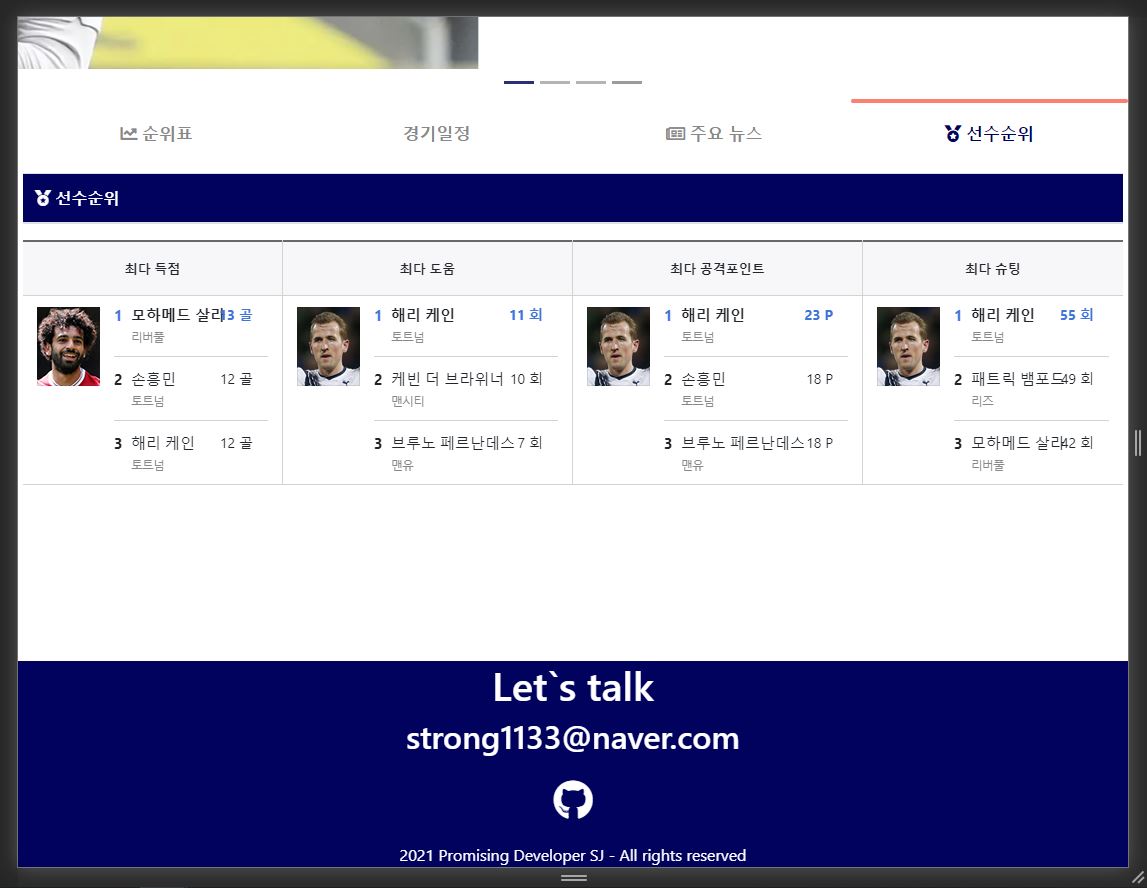 순위표 경기일정 주요 뉴스 선수순위
선수순위
최다 득점 최다 도움 최다 공격포인트 최다 슈팅
1 모하메드 살라 13 골
리버풀
2 손흥민 12 골
토트넘
3 해리 케인 12 골
토트넘
1 해리 케인 11 회
토트넘
2 케빈 더 브라위너 10 회
맨시티
3 브루노 페르난데스 7 회
맨유
1 해리 케인 23 P
토트넘
2 손흥민 18 P
토트넘
3 브루노 페르난데스 18 P
맨유
1 해리 케인 55 회
토트넘
2 패트릭 뱀포드 49 회
리즈
3 모하메드 살라 42 회
리버풀
Let`s talk
strong1133@naver.com
2021 Promising Developer SJ - All rights reserved